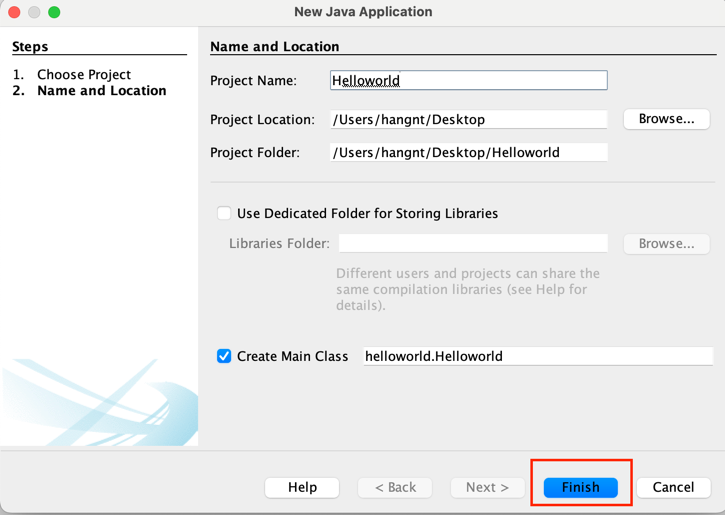 New Java Application
Steps
1. Choose Project
2. Name and Location
Name and Location
Project Name: Helloworld
Project Location: /Users/hangnt/Desktop Browse...
Project Folder: /Users/hangnt/Desktop/Helloworld
Use Dedicated Folder for Storing Libraries
Libraries Folder: Browse...
Different users and projects can share the
same compilation libraries (see Help for
details).
Create Main Class helloworld.Helloworld
Help < Back Next > Finish Cancel